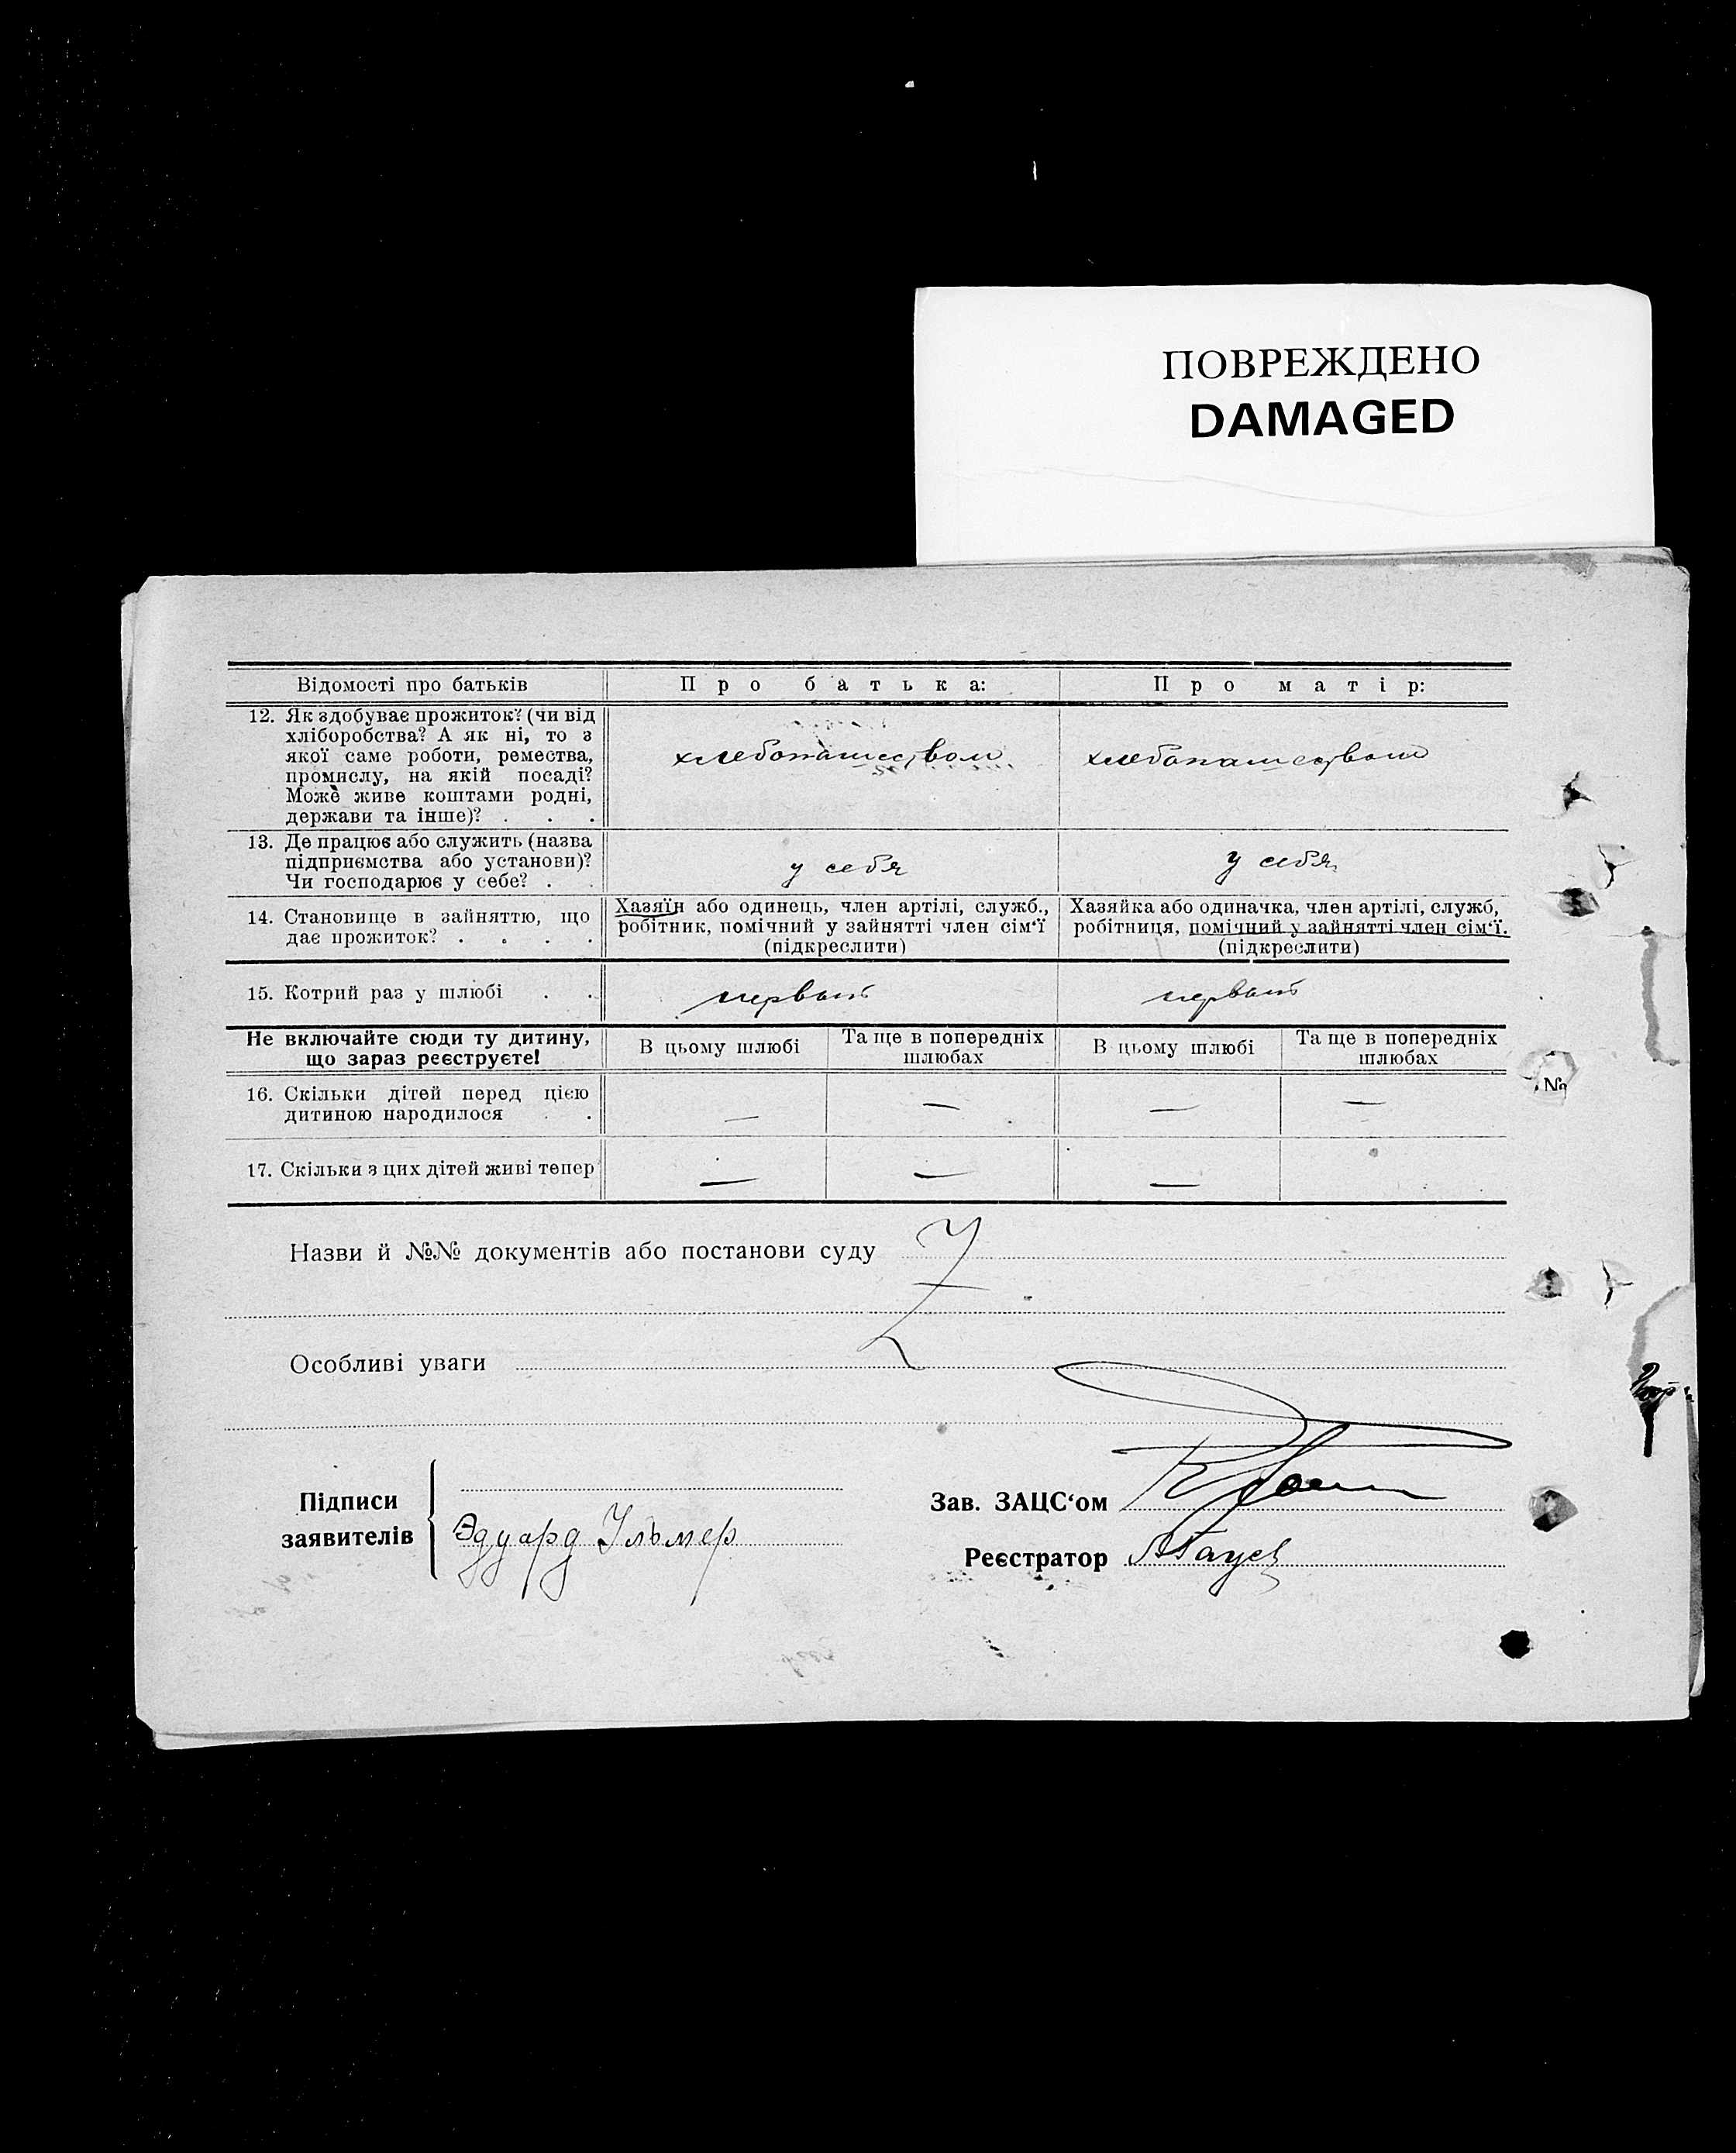 ПОВРЕЖДЕНО
DAMAGED
Відомості про батьків
Про батька:
Про матір:
12. Як здобуває прожиток? (чи від
хліборобства? А як ні, то з
якої саме роботи, ремества,
промислу, на якій посаді?
Може живе коштами родні,
держави та інше)? . . .
хлебопашеством
хлебопашеством
13. Де працює або служить (назва
підприємства або установи)?
Чи господарює у себе? . .
у себя
у себя
14. Становище в зайняттю, що
дає прожиток? . . . .
Хазяїн або одинець, член артілі, служб.,
робітник, помічний у зайнятті член сім'ї
(підкреслити)
Хазяйка або одиначка, член артілі, служб,
робітниця, помічний у зайнятті член сім'ї.
(підкреслити)
15. Котрий раз у шлюбі . .
первый
первый
Не включайте сюди ту дитину,
що зараз реєструєте!
В цьому шлюбі
Та ще в попередніх
шлюбах
В цьому шлюбі
Та ще в попередніх
шлюбах
16. Скільки дітей перед цією
дитиною народилося . .
— — — —
17. Скільки з цих дітей живі тепер
— — —
№
Назви й №№ документів або постанови суду
Особливі уваги
Підписи
заявителів
Эдуард Ульмер
Зав. ЗАЦС'ом
Реєстратор